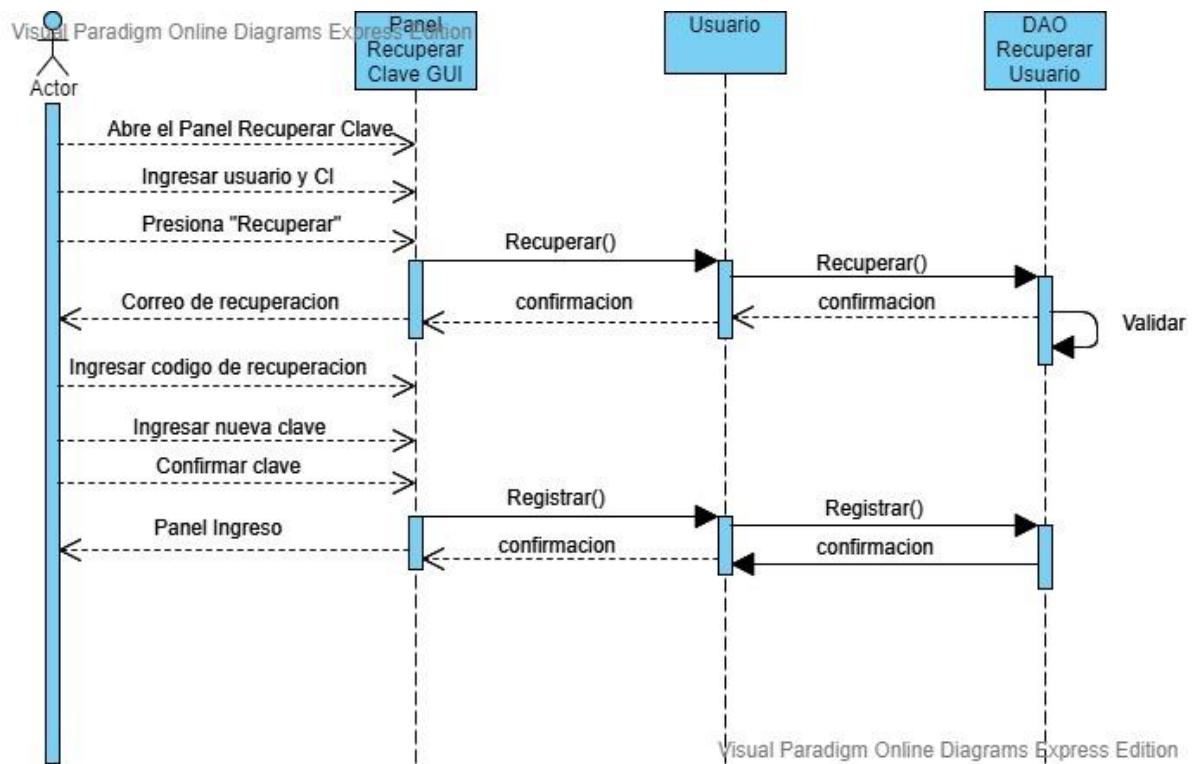 Visual Paradigm Online Diagrams Express Edition
Actor
Panel
Recuperar
Clave GUI
Usuario
DAO
Recuperar
Usuario
Abre el Panel Recuperar Clave
Ingresar usuario y CI
Presiona "Recuperar"
Recuperar()
Recuperar()
Correo de recuperacion
confirmacion
confirmacion
Validar
Ingresar codigo de recuperacion
Ingresar nueva clave
Confirmar clave
Registrar()
Registrar()
Panel Ingreso
confirmacion
confirmacion
Visual Paradigm Online Diagrams Express Edition